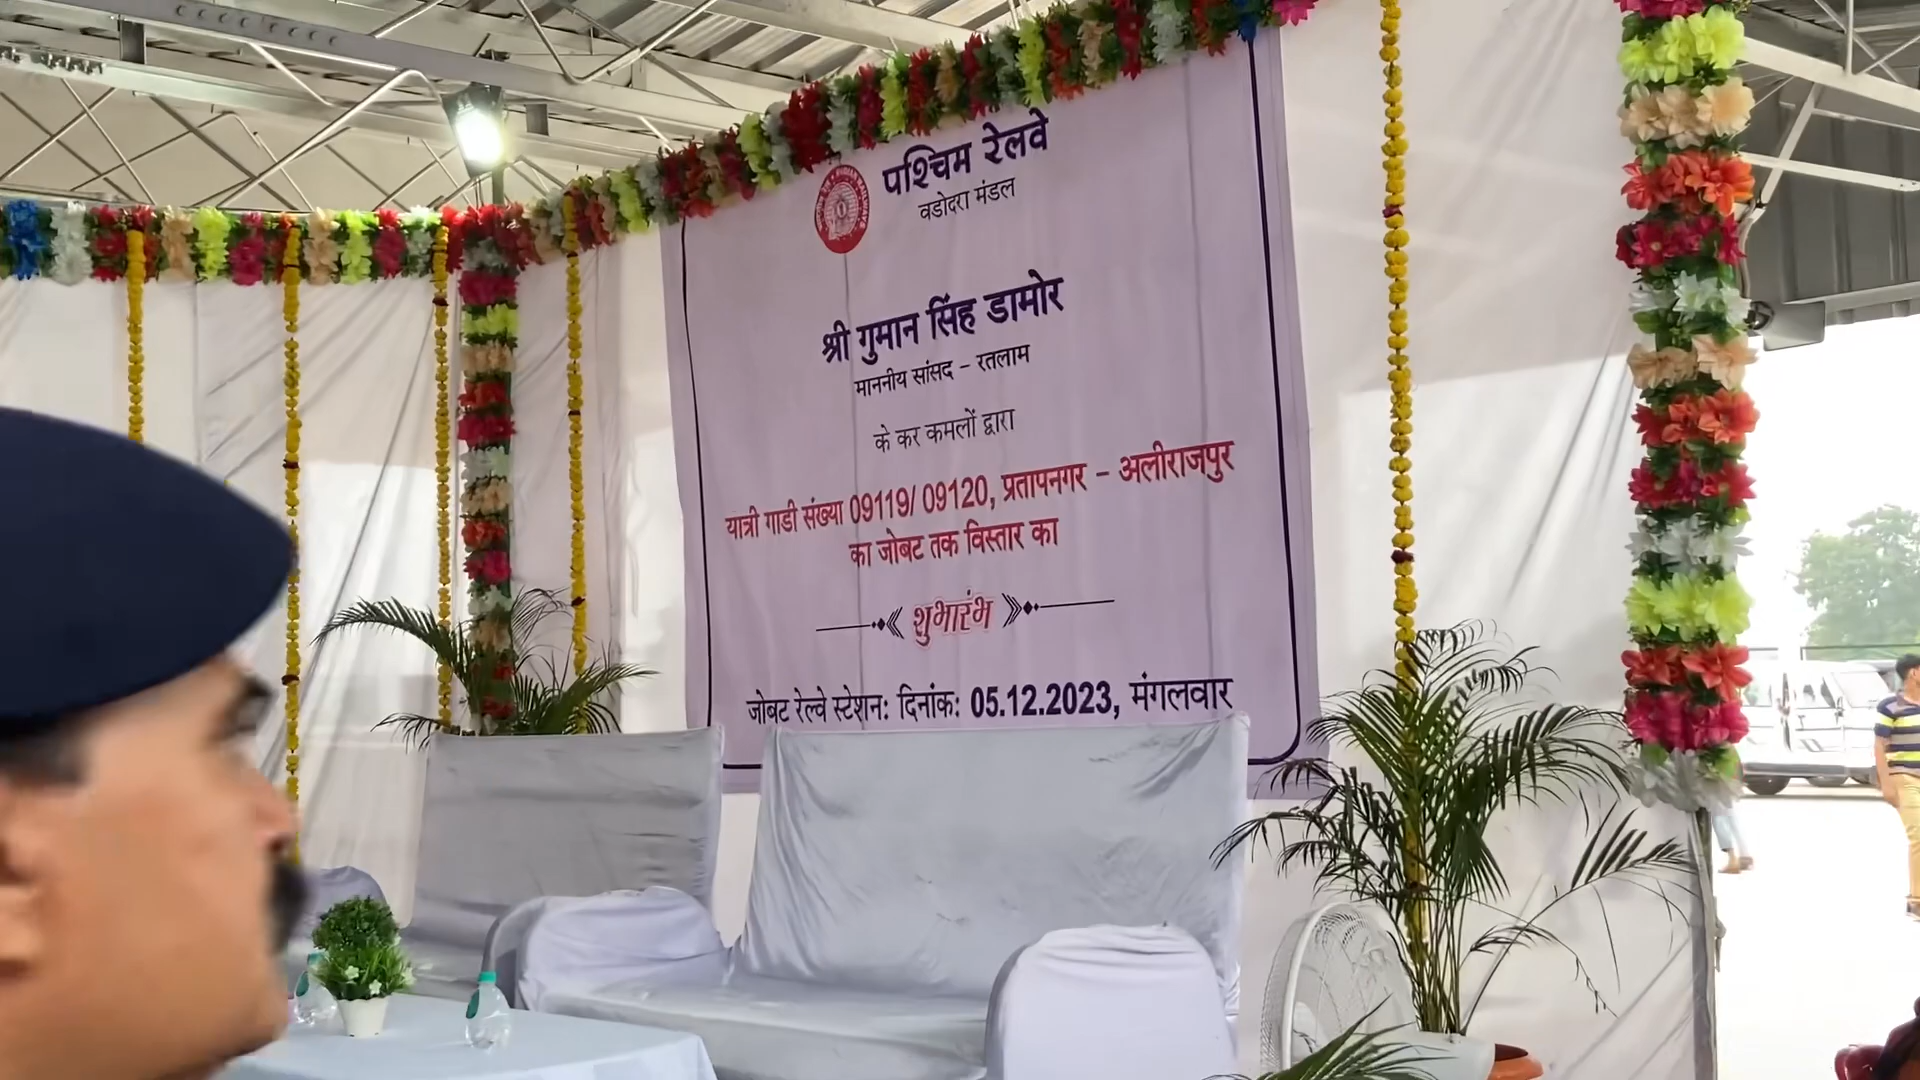 पश्चिम रेलवे
वडोदरा मंडल
श्री गुमान सिंह डामोर
माननीय सांसद – रतलाम
के कर कमलों द्वारा
यात्री गाडी संख्या 09119/ 09120, प्रतापनगर – अलीराजपुर
का जोबट तक विस्तार का
शुभारंभ
जोबट रेल्वे स्टेशन: दिनांक: 05.12.2023, मंगलवार